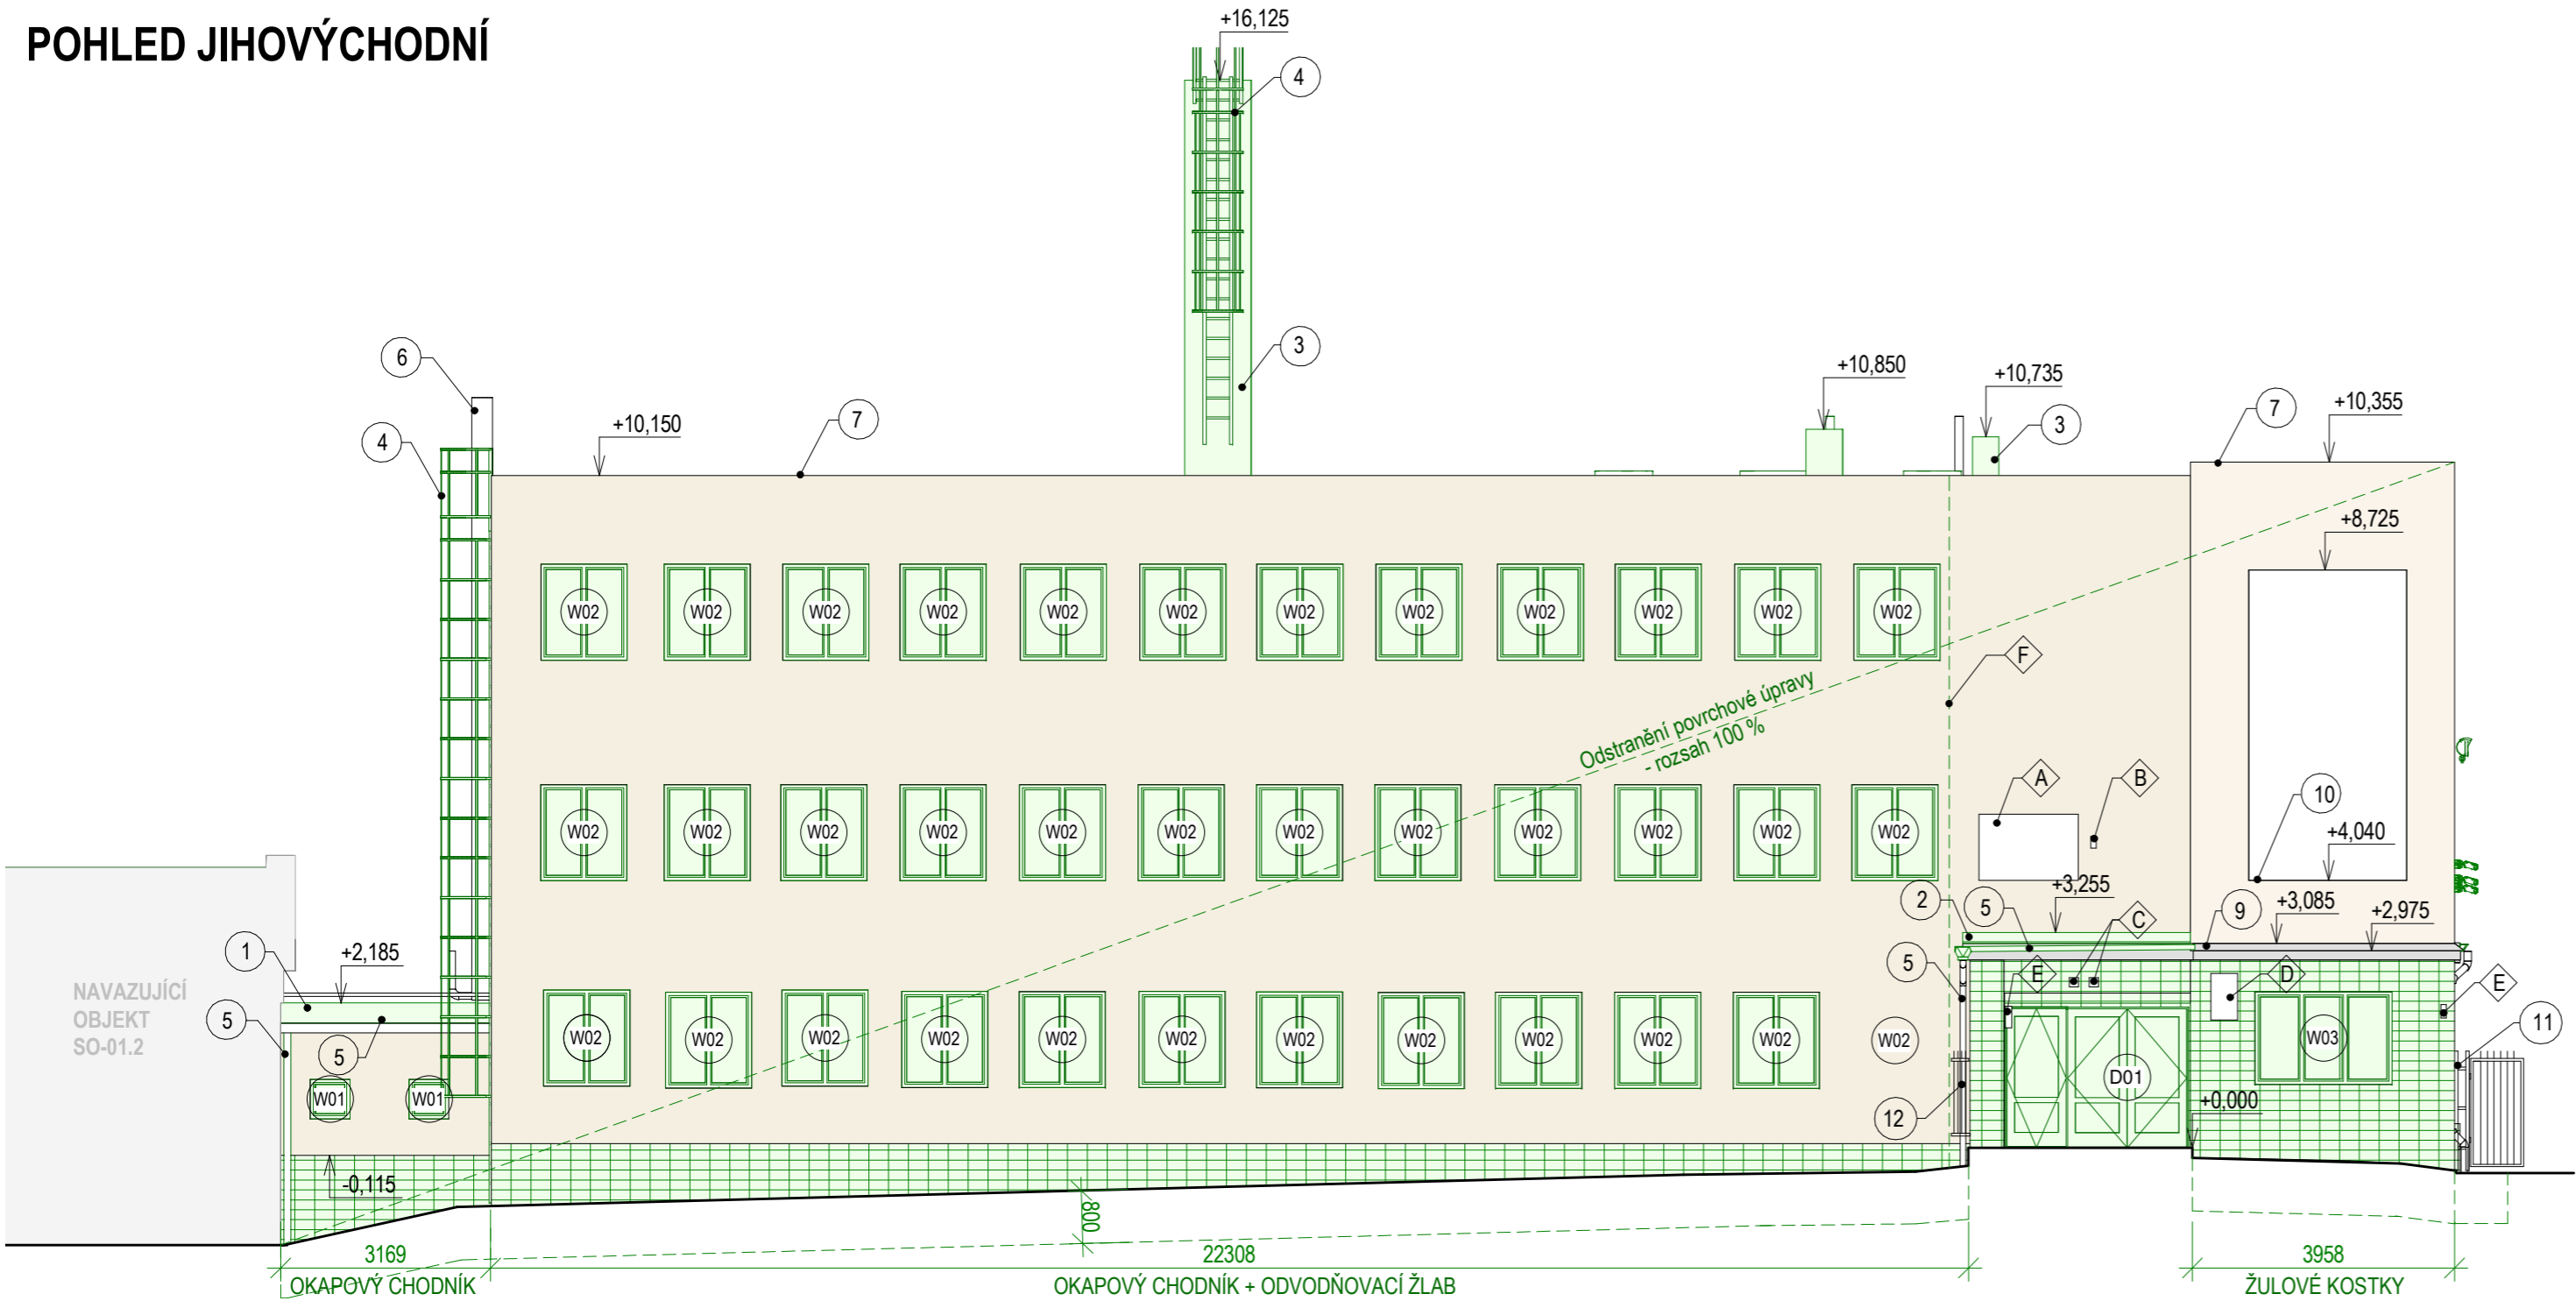 POHLED JIHOVÝCHODNÍ
+16,125
4
3
6
4
+10,150
7
+10,850
+10,735
3
7
+10,355
+8,725
W02 W02 W02 W02 W02 W02 W02 W02 W02 W02 W02 W02
F
Odstranění povrchové úpravy
- rozsah 100 %
A
B
10
+4,040
W02 W02 W02 W02 W02 W02 W02 W02 W02 W02 W02 W02
2
5
+3,255
C
9
+3,085
+2,975
1
+2,185
5
E
D
E
NAVAZUJÍCÍ
OBJEKT
SO-01.2
5
5
11
W02 W02 W02 W02 W02 W02 W02 W02 W02 W02 W02 W02
W03
W01 W01
D01
12
+0,000
-0,115
800
3169
22308
3958
OKAPOVÝ CHODNÍK
OKAPOVÝ CHODNÍK + ODVODŇOVACÍ ŽLAB
ŽULOVÉ KOSTKY